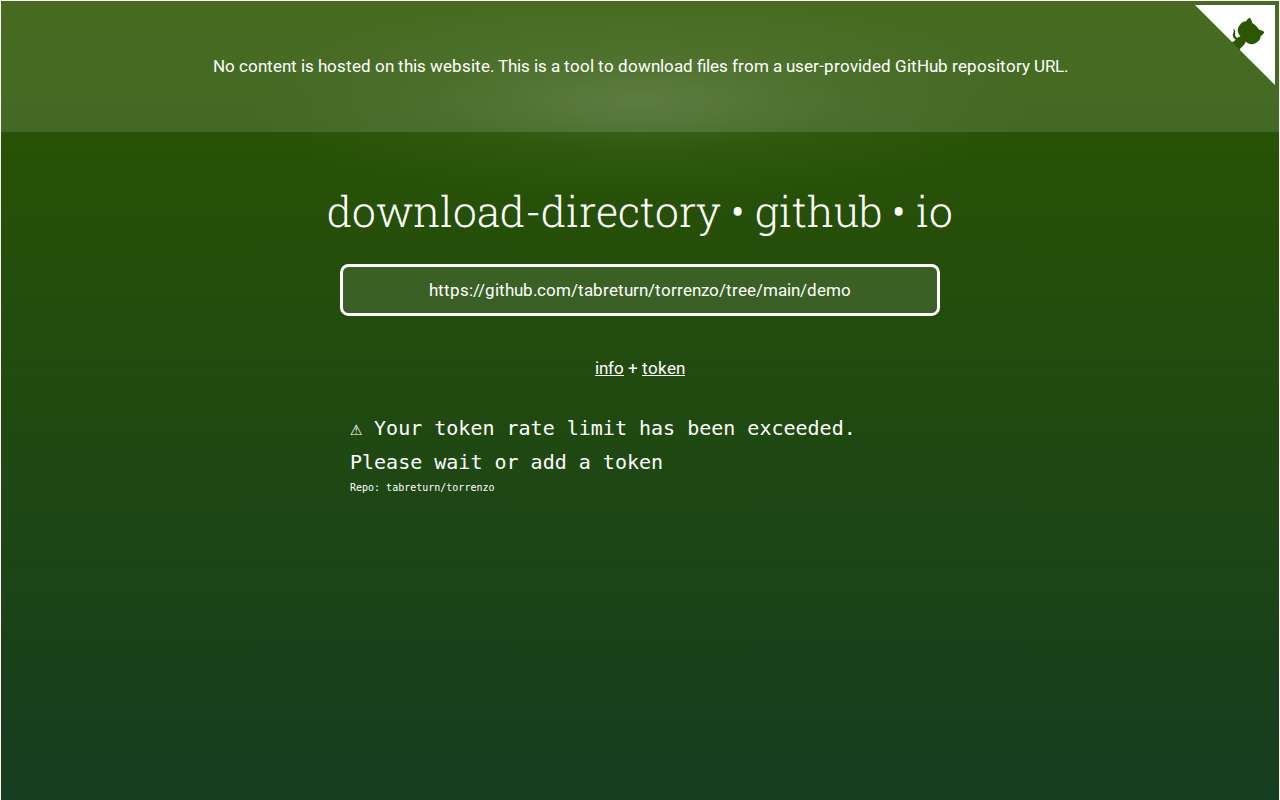 No content is hosted on this website. This is a tool to download files from a user-provided GitHub repository URL.
download-directory • github • io
https://github.com/tabreturn/torrenzo/tree/main/demo
info + token
⚠ Your token rate limit has been exceeded.
Please wait or add a token
Repo: tabreturn/torrenzo